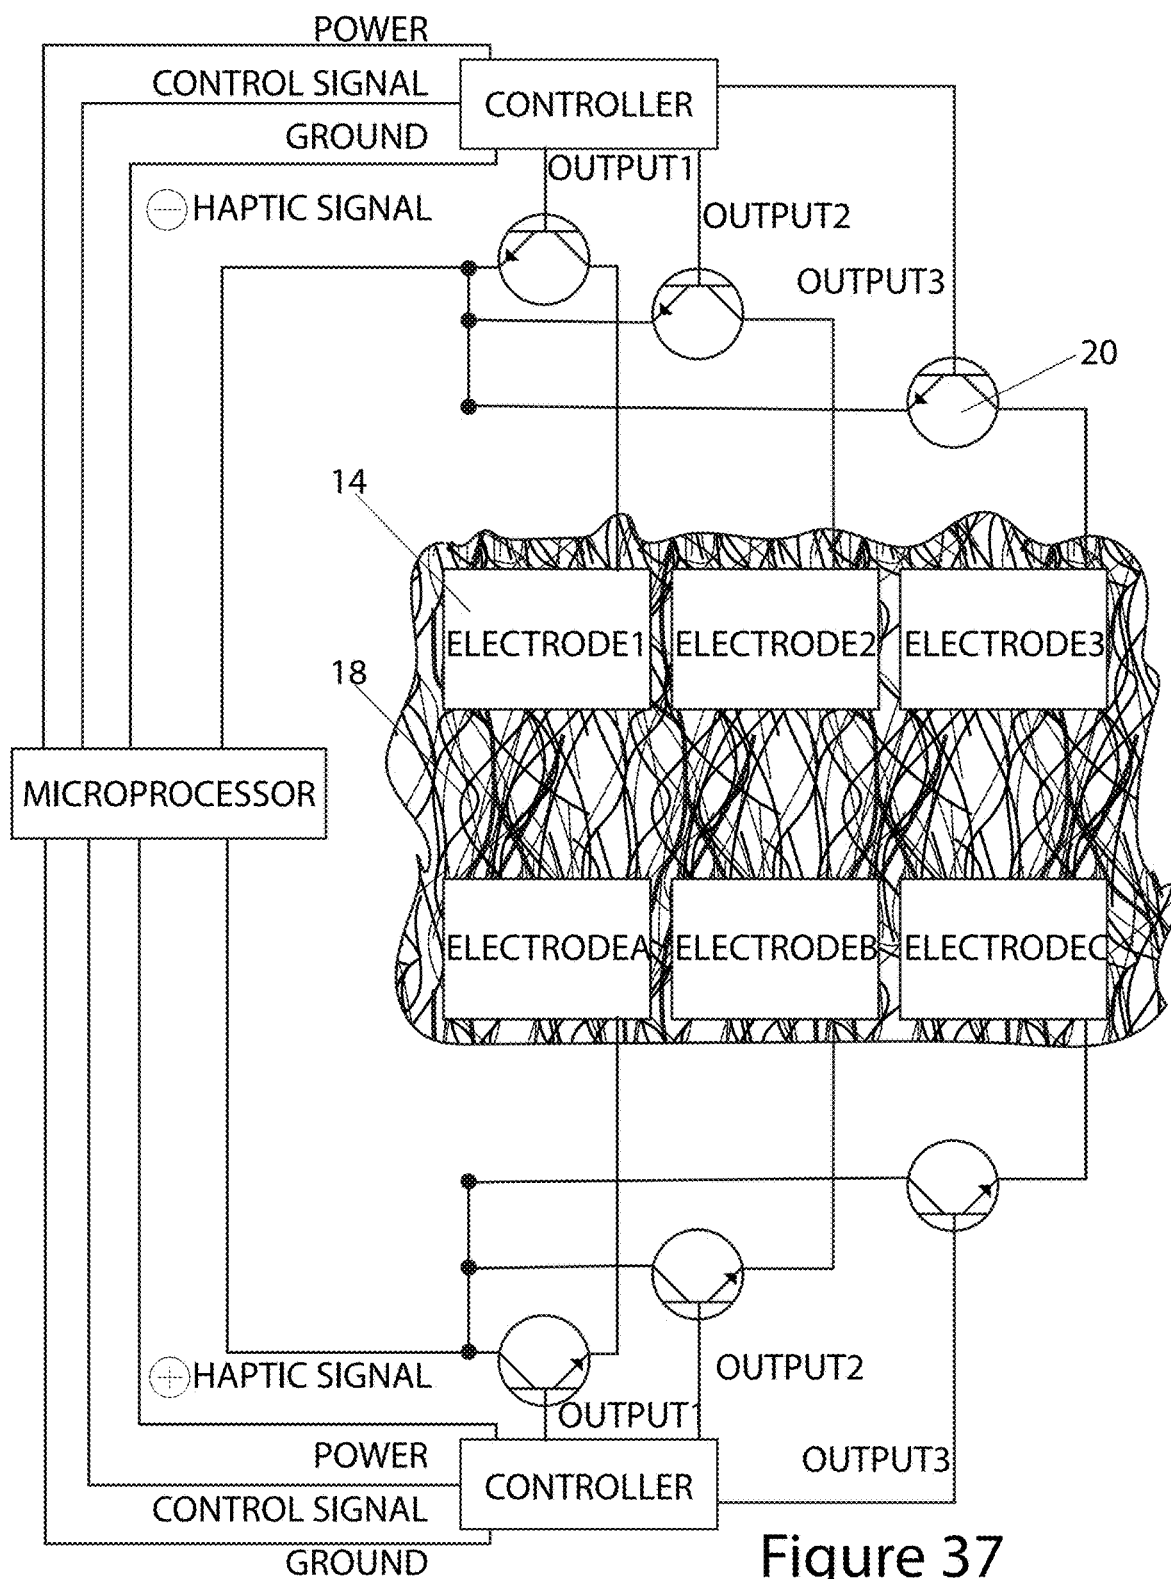 POWER
CONTROL SIGNAL
CONTROLLER
GROUND
OUTPUT1
− HAPTIC SIGNAL
OUTPUT2
OUTPUT3
20
14
ELECTRODE1
ELECTRODE2
ELECTRODE3
18
MICROPROCESSOR
ELECTRODEA
ELECTRODEB
ELECTRODEC
+ HAPTIC SIGNAL
OUTPUT2
OUTPUT1
POWER
OUTPUT3
CONTROLLER
CONTROL SIGNAL
GROUND
Figure 37